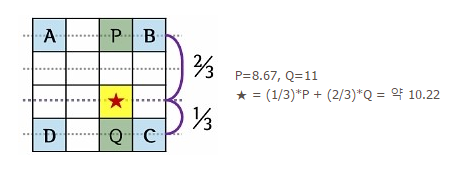 A P B
2/3
★
1/3
D Q C
P=8.67, Q=11
★ = (1/3)*P + (2/3)*Q = 약 10.22